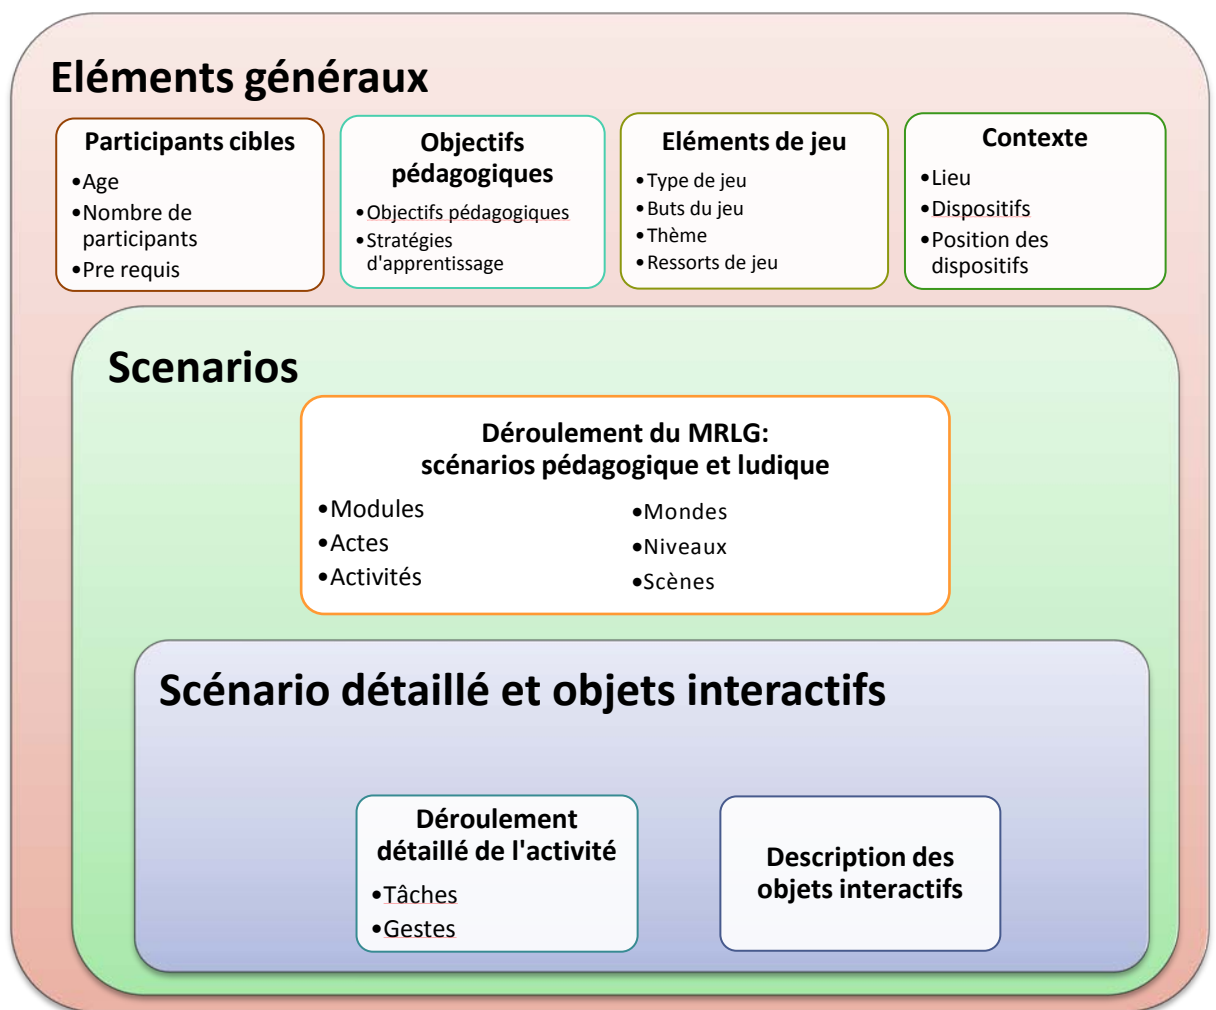 Eléments généraux
Participants cibles
•Age
•Nombre de
participants
•Pre requis
Objectifs
pédagogiques
•Objectifs pédagogiques
•Stratégies
d'apprentissage
Eléments de jeu
•Type de jeu
•Buts du jeu
•Thème
•Ressorts de jeu
Contexte
•Lieu
•Dispositifs
•Position des
dispositifs
Scenarios
Déroulement du MRLG:
scénarios pédagogique et ludique
•Modules
•Actes
•Activités
•Mondes
•Niveaux
•Scènes
Scénario détaillé et objets interactifs
Déroulement
détaillé de l'activité
•Tâches
•Gestes
Description des
objets interactifs